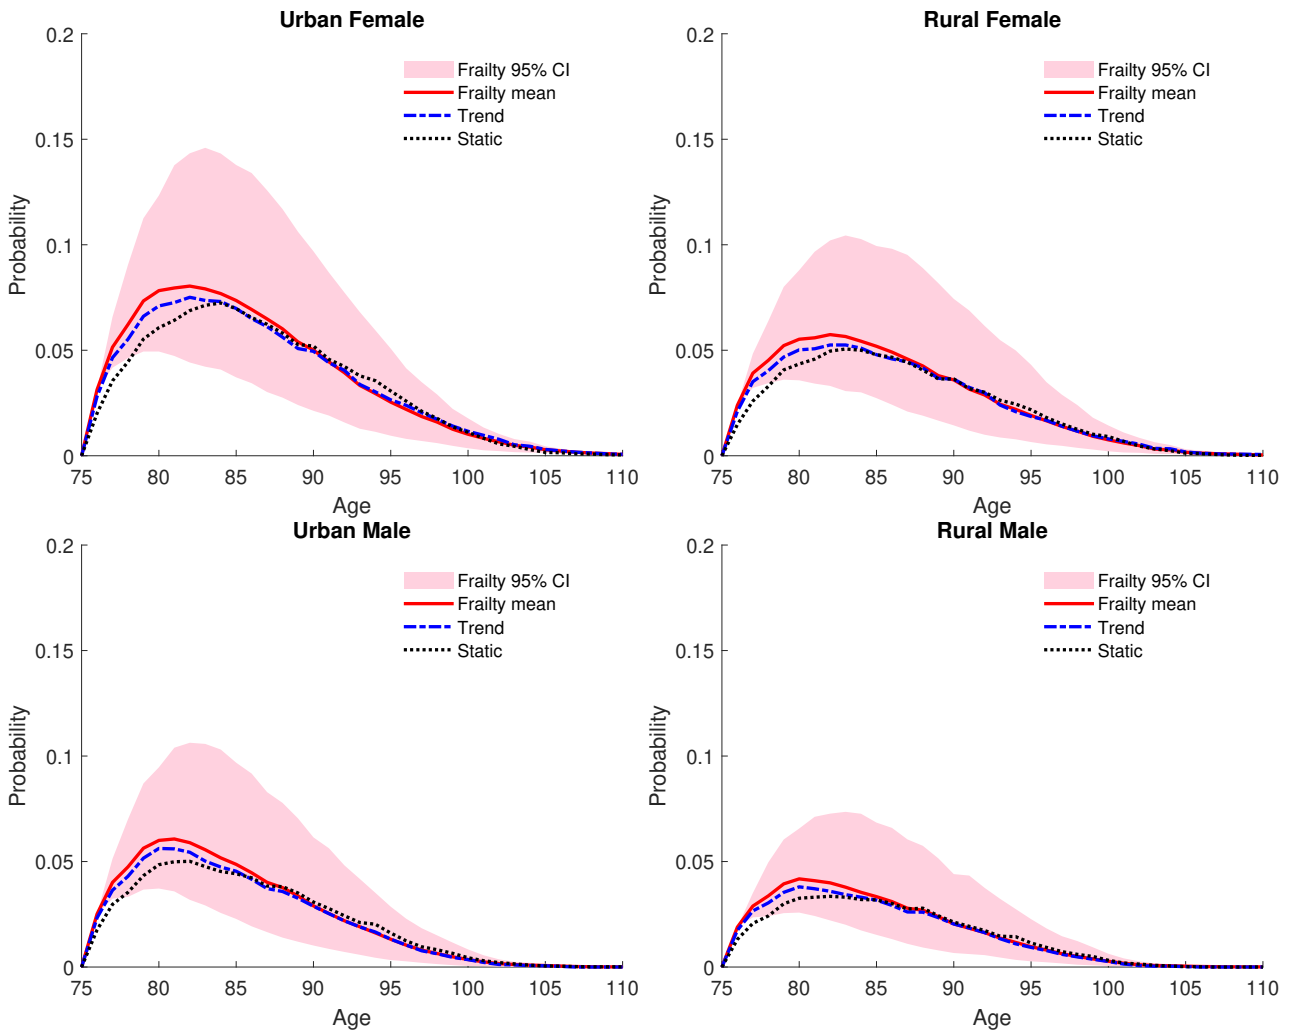 Urban Female
0.2
0.15
0.1
0.05
0
Probability
Frailty 95% CI
Frailty mean
Trend
Static
75 80 85 90 95 100 105 110
Age
Rural Female
0.2
0.15
0.1
0.05
0
Probability
Frailty 95% CI
Frailty mean
Trend
Static
75 80 85 90 95 100 105 110
Age
Urban Male
0.2
0.15
0.1
0.05
0
Probability
Frailty 95% CI
Frailty mean
Trend
Static
75 80 85 90 95 100 105 110
Age
Rural Male
0.2
0.15
0.1
0.05
0
Probability
Frailty 95% CI
Frailty mean
Trend
Static
75 80 85 90 95 100 105 110
Age